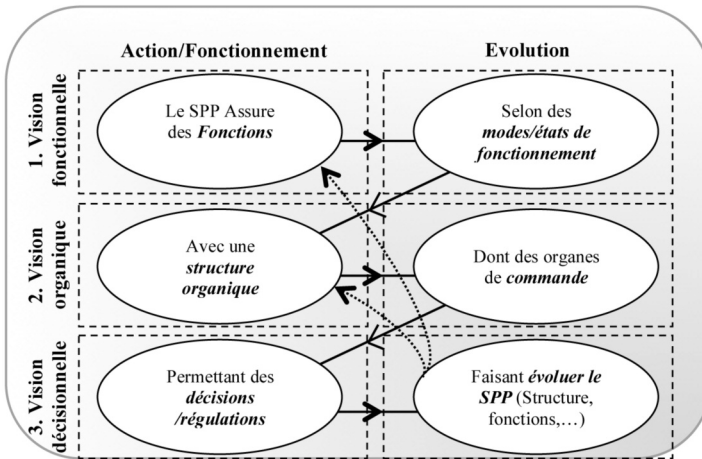 Action/Fonctionnement
Evolution
1. Vision
fonctionnelle
Le SPP Assure
des Fonctions
Selon des
modes/états de
fonctionnement
2. Vision
organique
Avec une
structure
organique
Dont des organes
de commande
3. Vision
décisionnelle
Permettant des
décisions
/régulations
Faisant évoluer le
SPP (Structure,
fonctions,…)